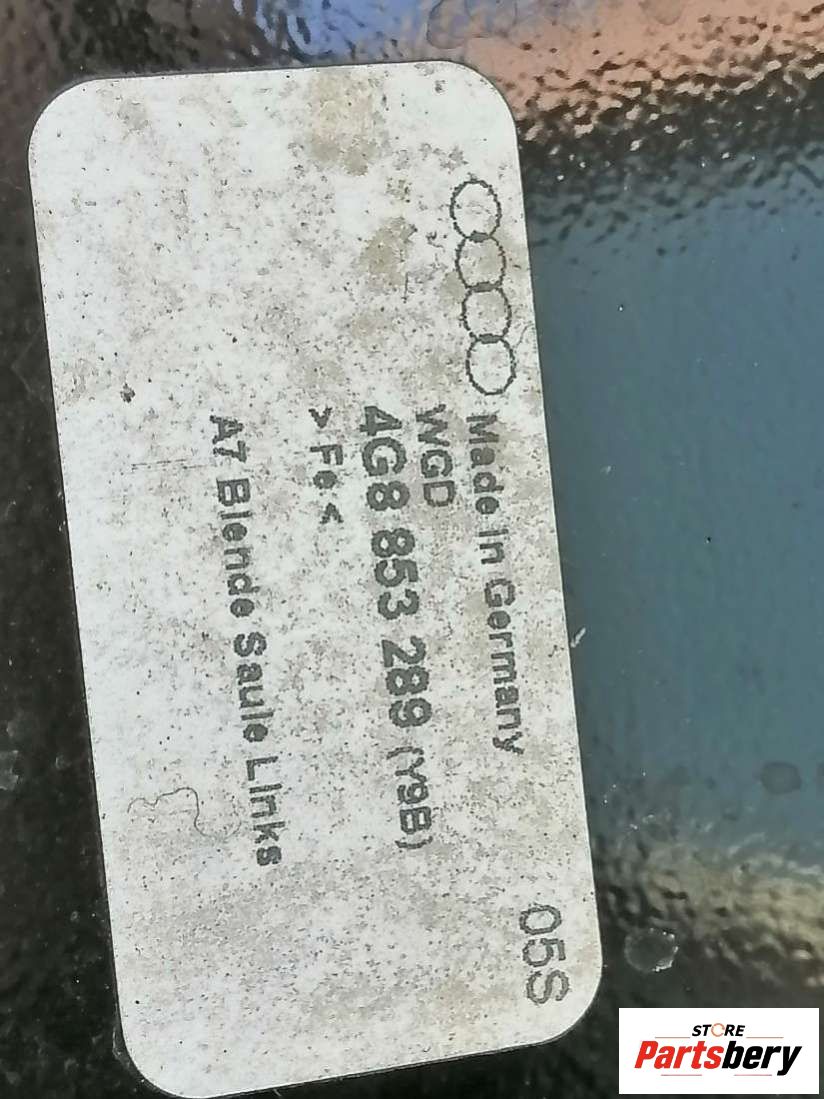 Made in Germany
05S
WGD
4G8 853 289 (Y9B)
>Fe<
A7 Blende Saule Links
STORE
Partsbery